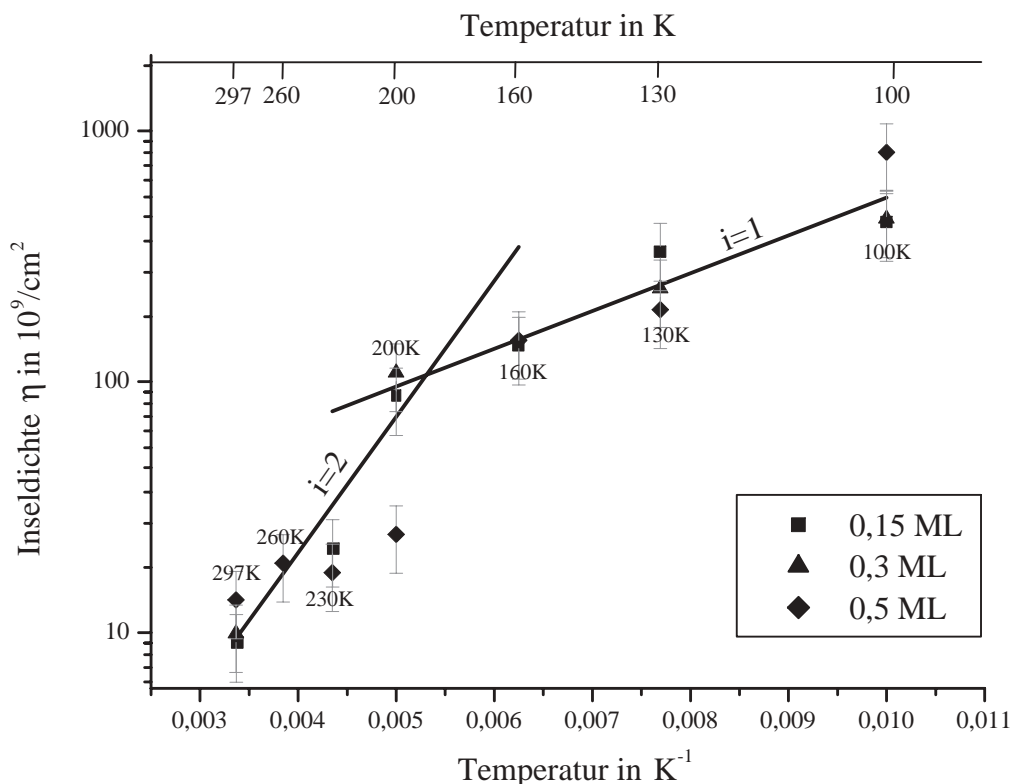 Temperatur in K
297 260 200 160 130 100
1000
100
10
Inseldichte η in 10⁹/cm²
i=1
i=2
100K
200K
130K
160K
260K
297K
230K
0,15 ML
0,3 ML
0,5 ML
0,003 0,004 0,005 0,006 0,007 0,008 0,009 0,010 0,011
Temperatur in K⁻¹